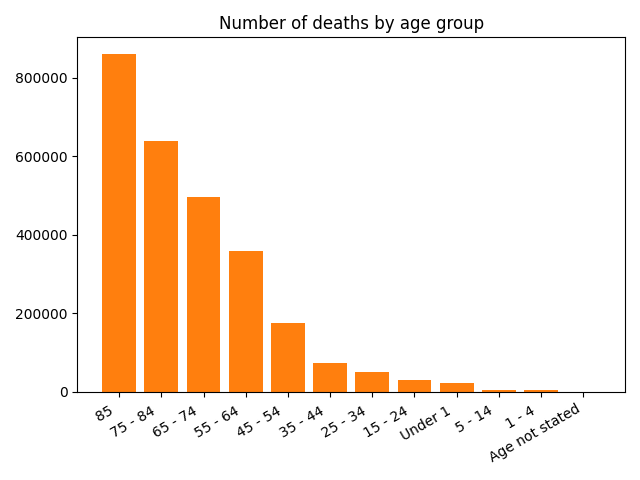 Number of deaths by age group
800000
600000
400000
200000
0
85
75 - 84
65 - 74
55 - 64
45 - 54
35 - 44
25 - 34
15 - 24
Under 1
5 - 14
1 - 4
Age not stated